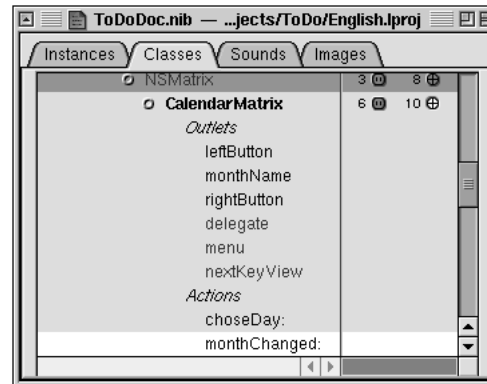 ToDoDoc.nib — ...jects/ToDo/English.lproj
Instances Classes Sounds Images
NSMatrix 3 8
CalendarMatrix 6 10
Outlets
leftButton
monthName
rightButton
delegate
menu
nextKeyView
Actions
choseDay:
monthChanged: